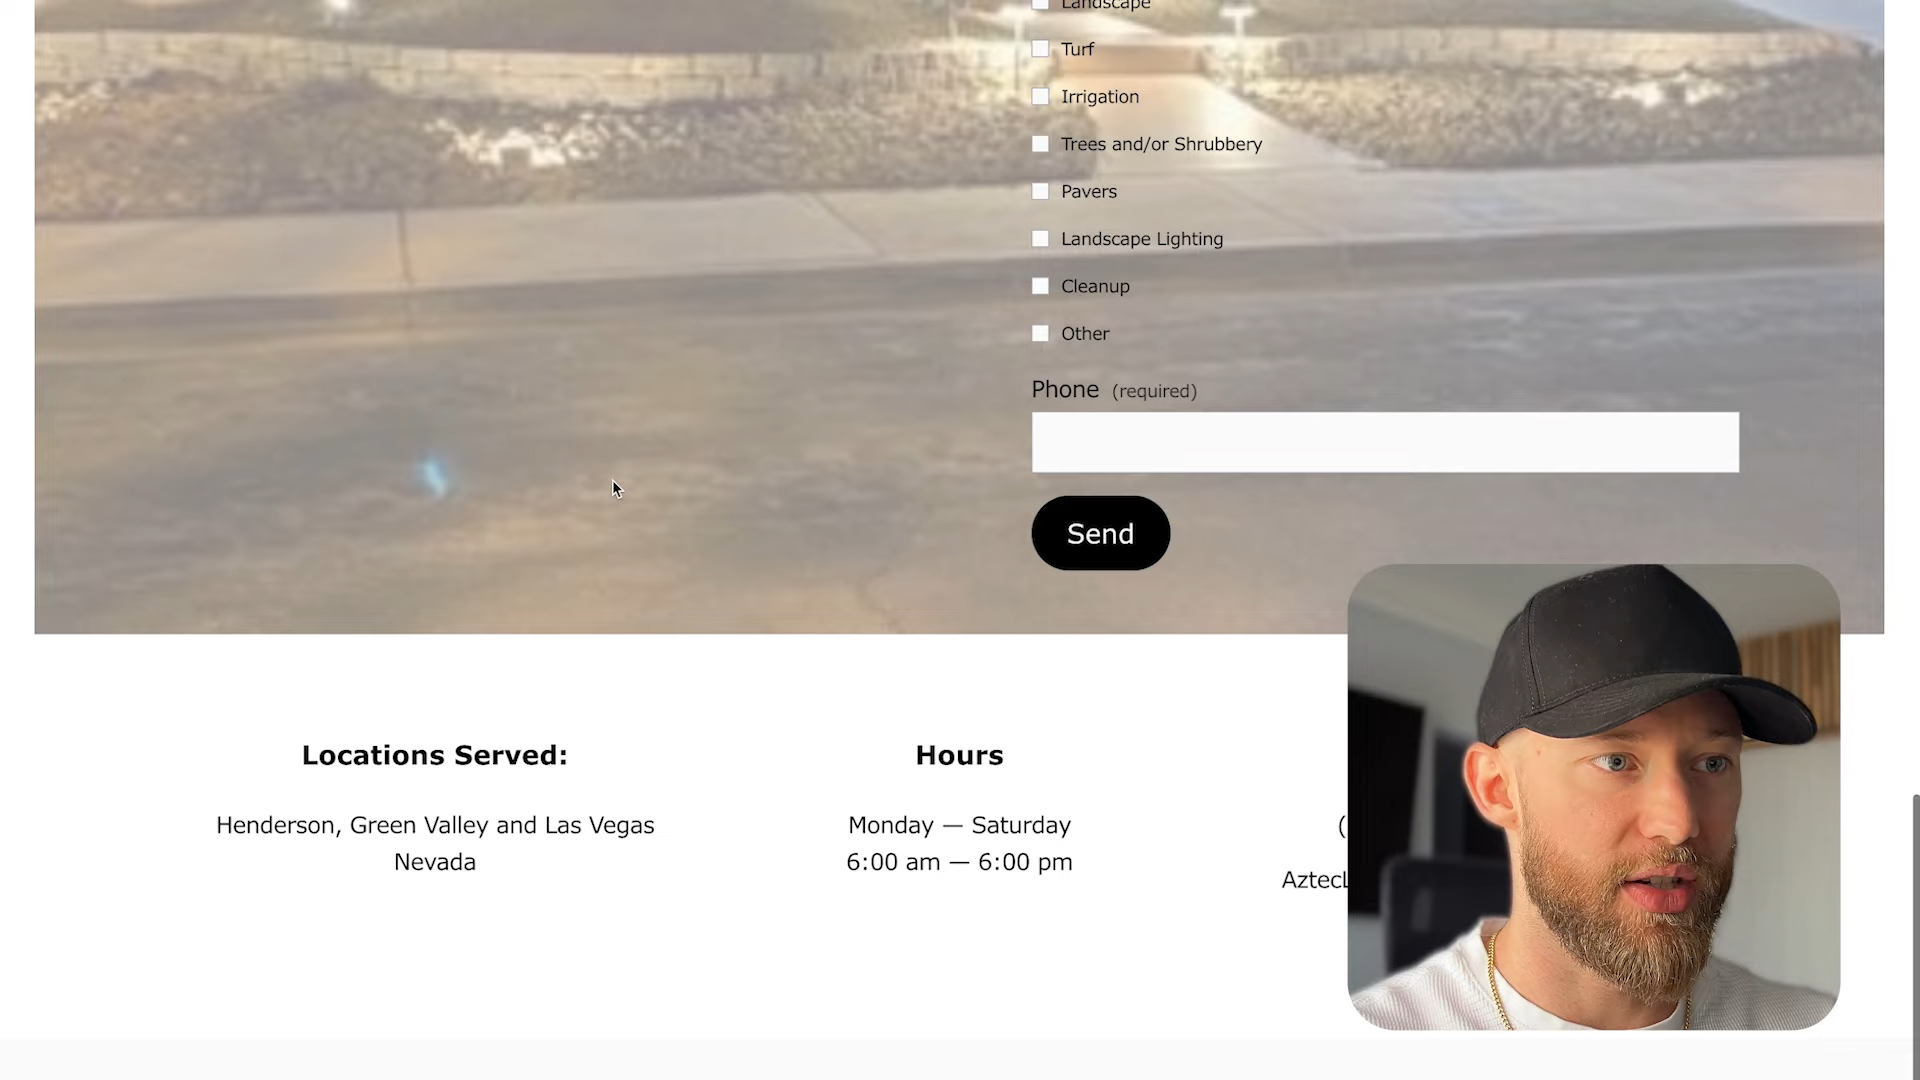 Landscape
Turf
Irrigation
Trees and/or Shrubbery
Pavers
Landscape Lighting
Cleanup
Other
Phone (required)
Send
Locations Served:
Henderson, Green Valley and Las Vegas
Nevada
Hours
Monday — Saturday
6:00 am — 6:00 pm
(